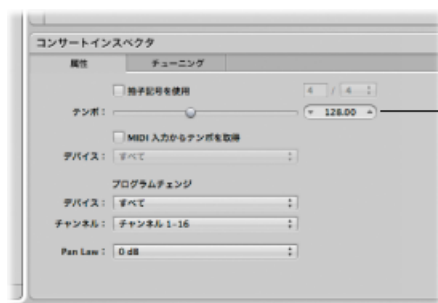 コンサートインスペクタ
属性 チューニング
拍子記号を使用 4 / 4
テンポ： 128.00
MIDI 入力からテンポを取得
デバイス： すべて
プログラムチェンジ
デバイス： すべて
チャンネル： チャンネル 1-16
Pan Law： 0 dB